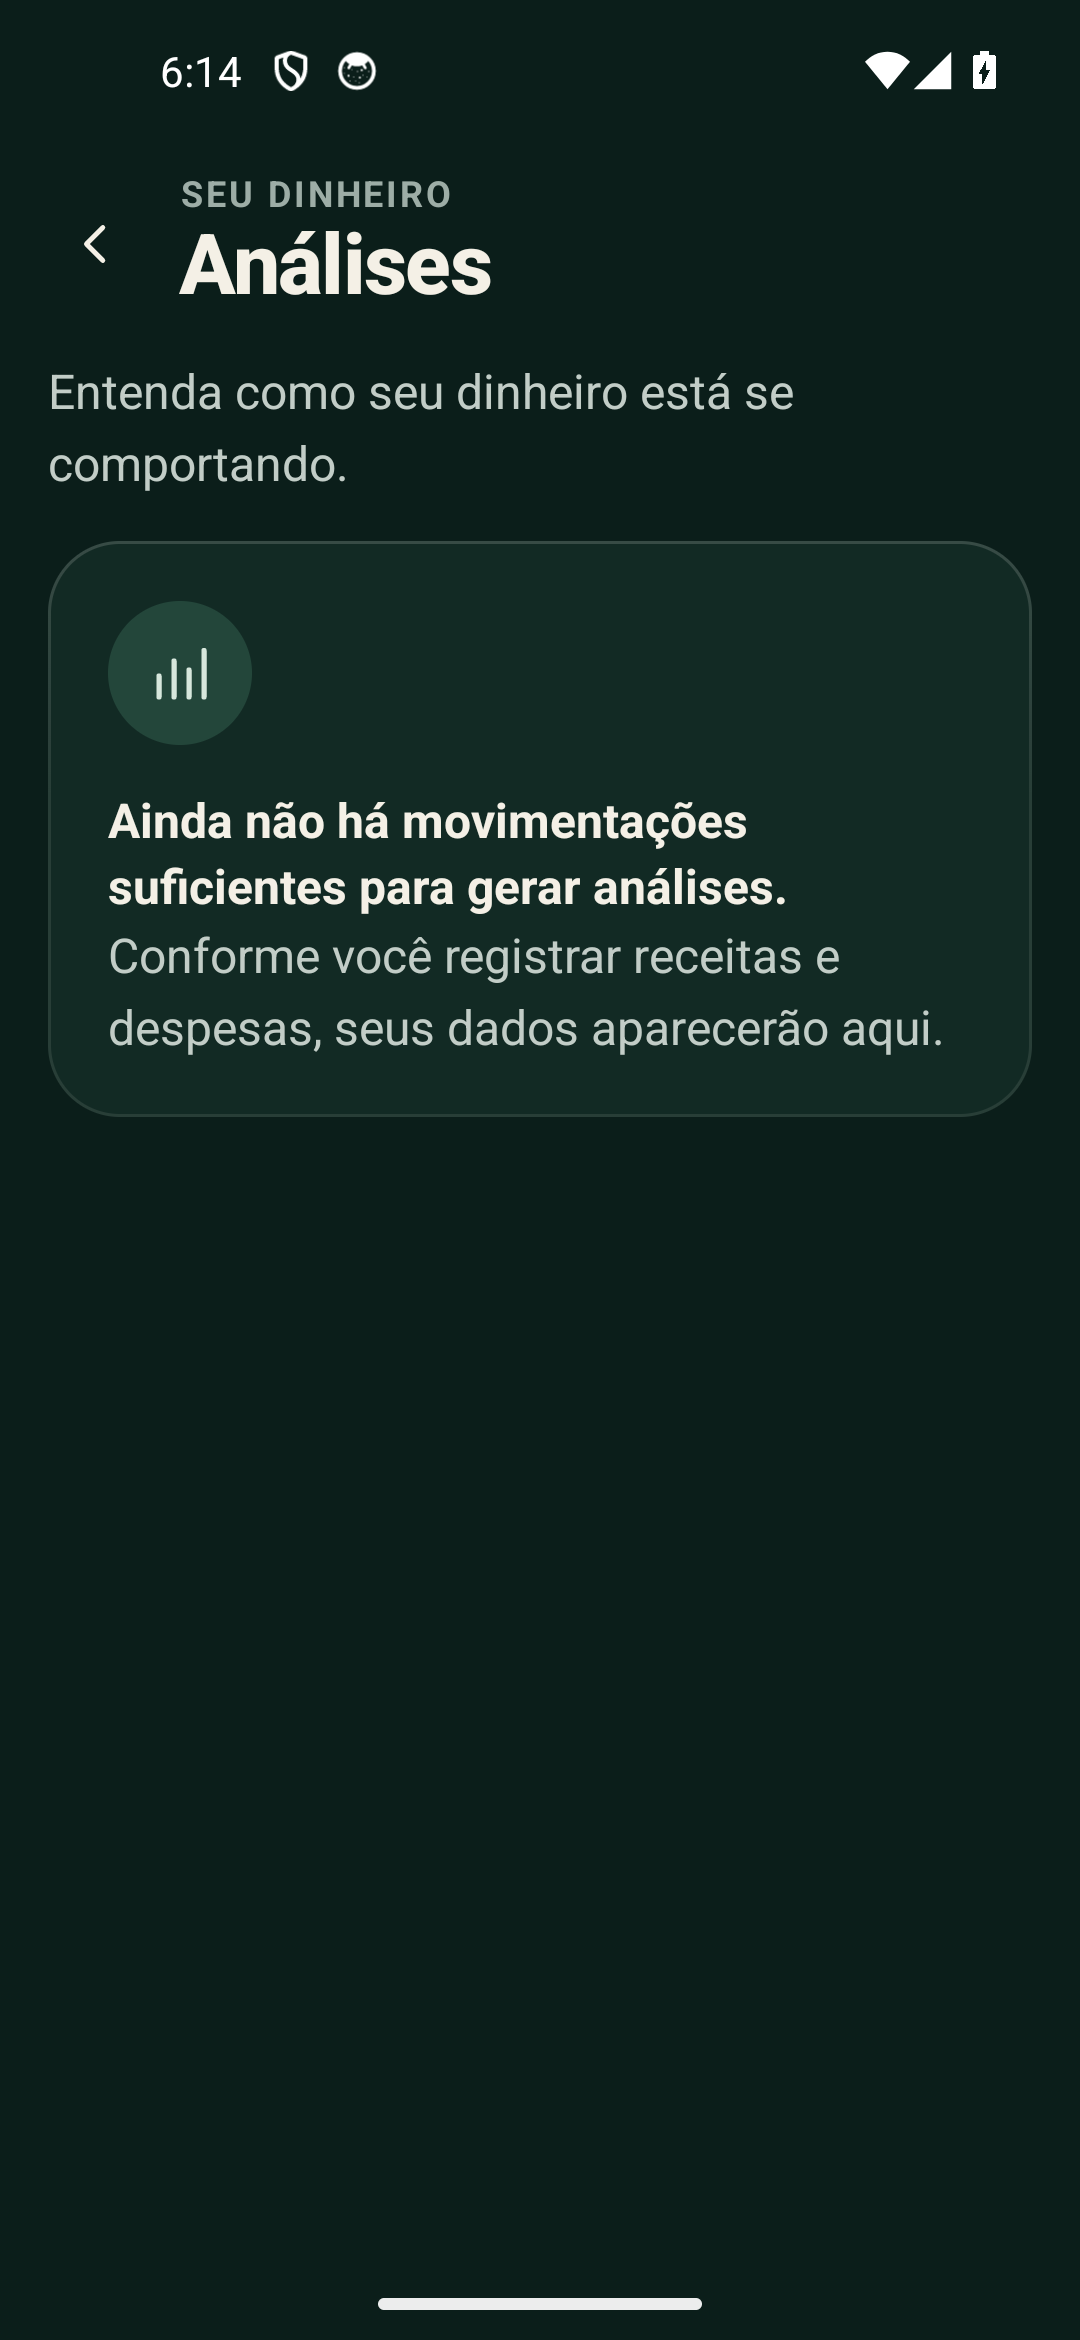 6:14
SEU DINHEIRO
Análises
Entenda como seu dinheiro está se
comportando.
Ainda não há movimentações
suficientes para gerar análises.
Conforme você registrar receitas e
despesas, seus dados aparecerão aqui.